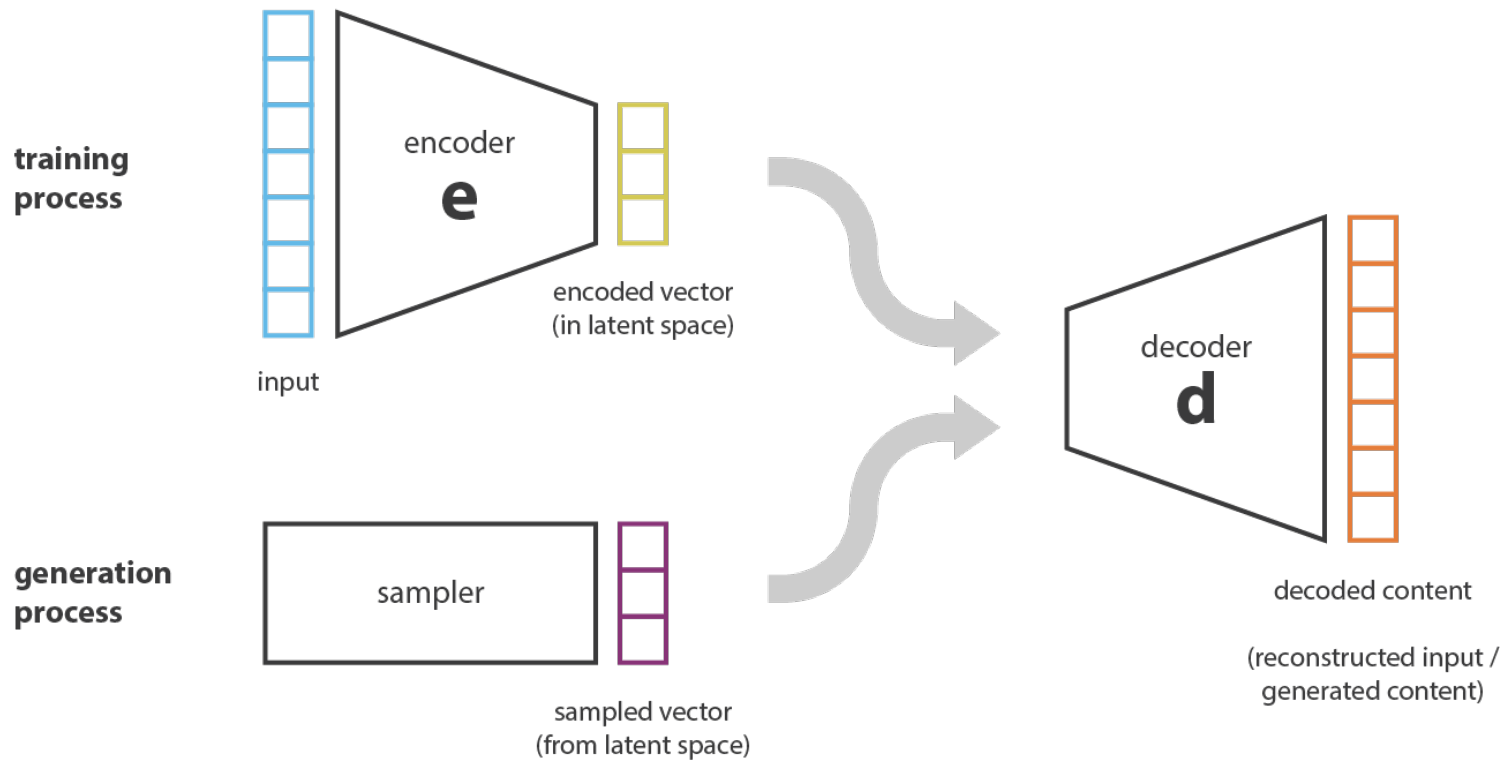 training
process
encoder
e
encoded vector
(in latent space)
input
decoder
d
generation
process
sampler
sampled vector
(from latent space)
decoded content
(reconstructed input /
generated content)